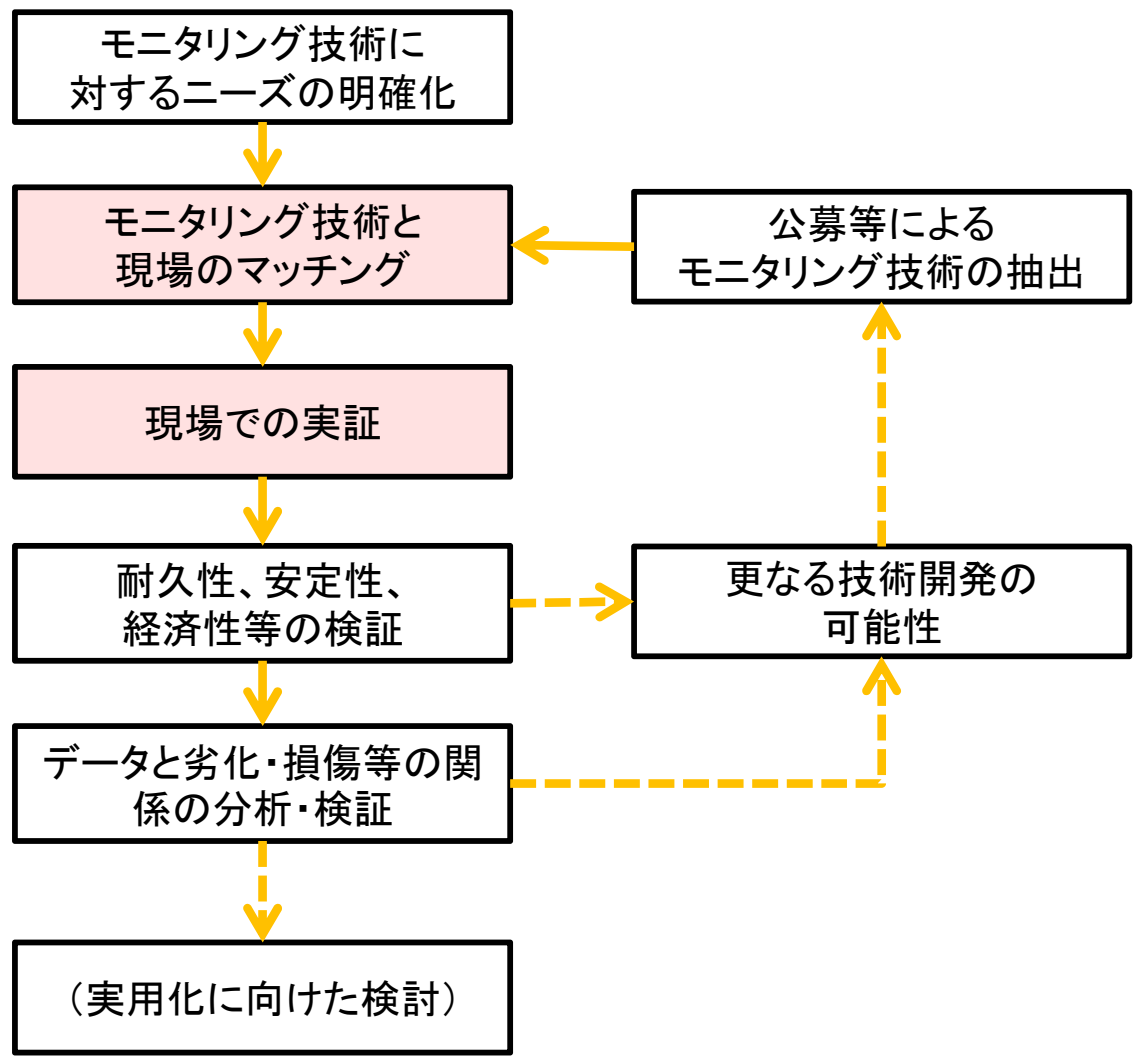 モニタリング技術に
対するニーズの明確化
モニタリング技術と
現場のマッチング
公募等による
モニタリング技術の抽出
現場での実証
耐久性、安定性、
経済性等の検証
更なる技術開発の
可能性
データと劣化・損傷等の関
係の分析・検証
（実用化に向けた検討）